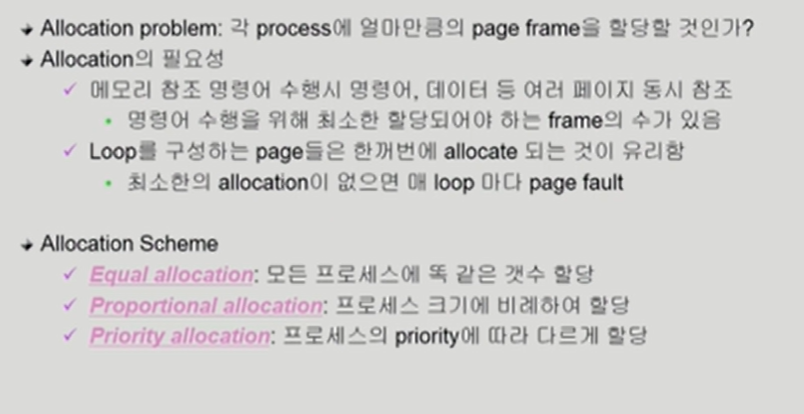 Allocation problem: 각 process에 얼마만큼의 page frame을 할당할 것인가?
Allocation의 필요성
메모리 참조 명령어 수행시 명령어, 데이터 등 여러 페이지 동시 참조
명령어 수행을 위해 최소한 할당되어야 하는 frame의 수가 있음
Loop를 구성하는 page들은 한꺼번에 allocate 되는 것이 유리함
최소한의 allocation이 없으면 매 loop 마다 page fault
Allocation Scheme
Equal allocation: 모든 프로세스에 똑 같은 갯수 할당
Proportional allocation: 프로세스 크기에 비례하여 할당
Priority allocation: 프로세스의 priority에 따라 다르게 할당